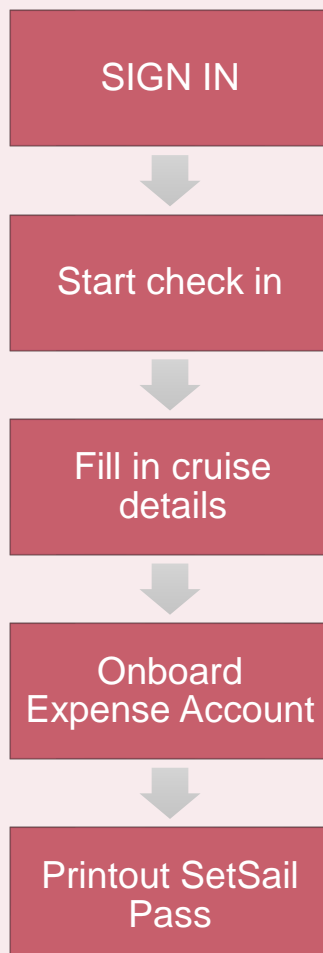 SIGN IN
Start check in
Fill in cruise
details
Onboard
Expense Account
Printout SetSail
Pass